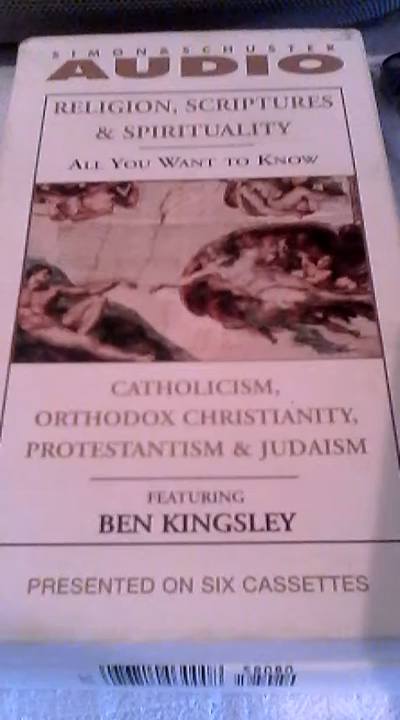 SIMON & SCHUSTER
AUDIO
RELIGION, SCRIPTURES
& SPIRITUALITY
ALL YOU WANT TO KNOW
CATHOLICISM,
ORTHODOX CHRISTIANITY,
PROTESTANTISM & JUDAISM
FEATURING
BEN KINGSLEY
PRESENTED ON SIX CASSETTES